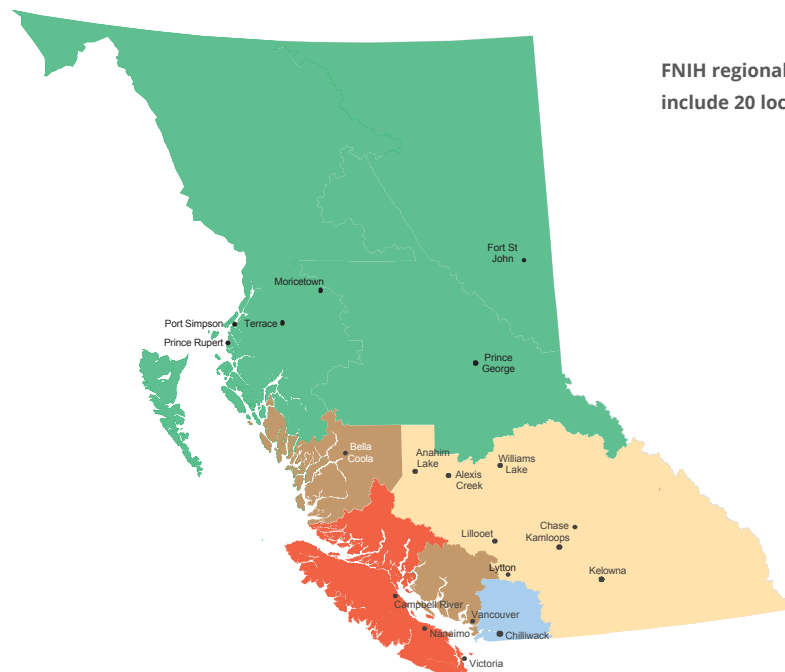 FNIH regional
include 20 loc
Fort St
John
Moricetown
Port Simpson
Terrace
Prince Rupert
Prince
George
Bella
Coola
Anahim
Lake
Williams
Lake
Alexis
Creek
Chase
Lillooet
Kamloops
Lytton
Kelowna
Campbell River
Vancouver
Nanaimo
Chilliwack
Victoria